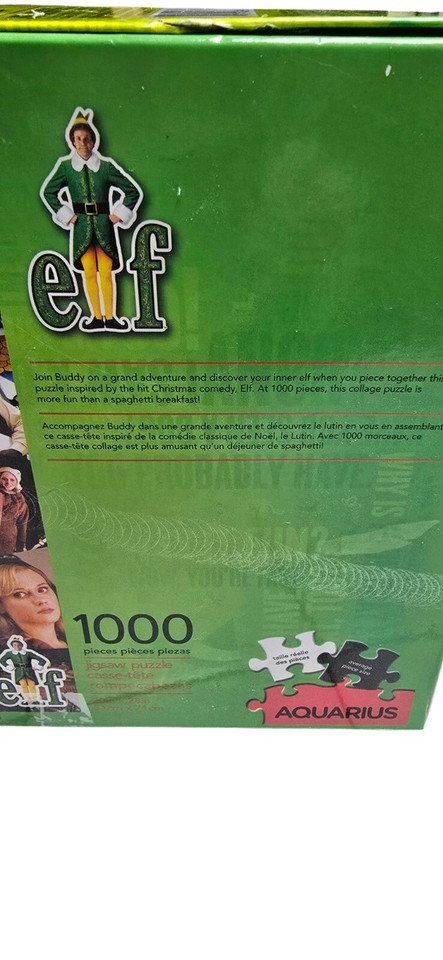 elf
Join Buddy on a grand adventure and discover your inner elf when you piece together this
puzzle inspired by the hit Christmas comedy, Elf. At 1000 pieces, this collage puzzle is
more fun than a spaghetti breakfast!
Accompagnez Buddy dans une grande aventure et découvrez le lutin en vous en assemblant
ce casse-tête inspiré de la comédie classique de Noël, le Lutin. Avec 1000 morceaux, ce
casse-tête collage est plus amusant qu'un déjeuner de spaghetti!
1000
pieces pièces piezas
jigsaw puzzle
casse-tête
rompecabezas
elf
taille réelle
des pièces
average
piece size
AQUARIUS